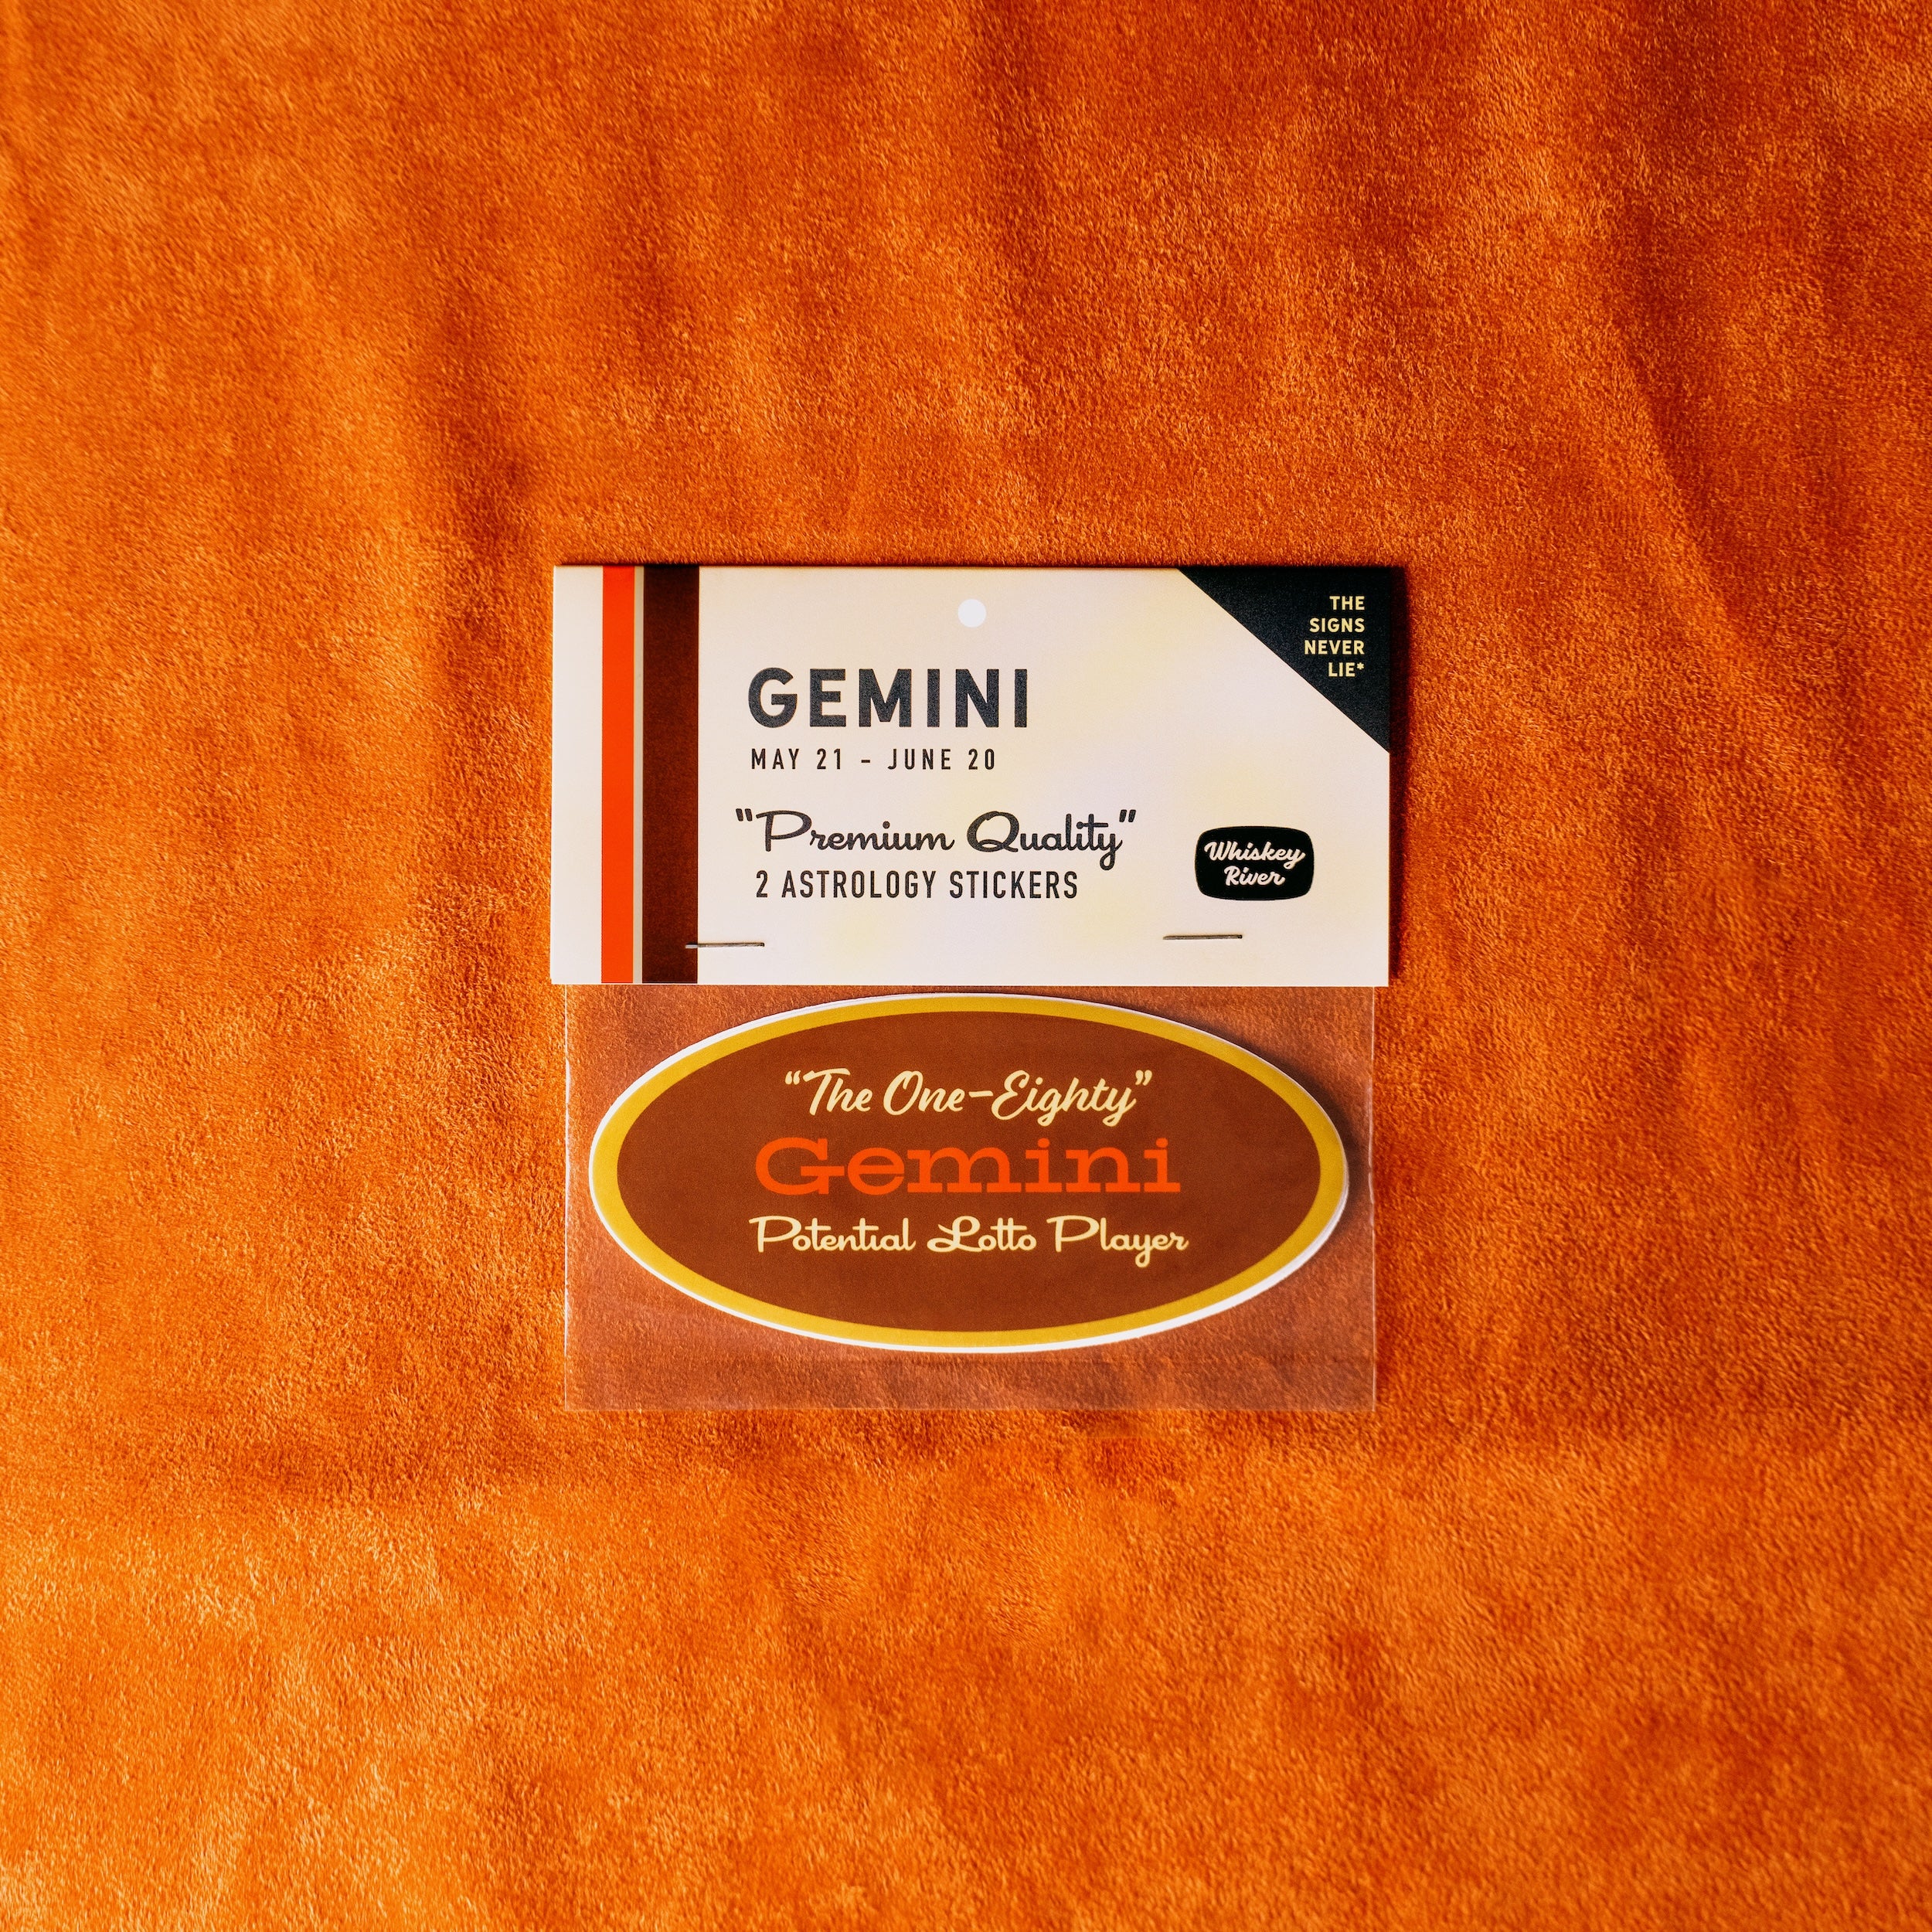 THE
SIGNS
NEVER
LIE*
GEMINI
MAY 21 - JUNE 20
"Premium Quality"
2 ASTROLOGY STICKERS
Whiskey
River
“The One-Eighty”
Gemini
Potential Lotto Player